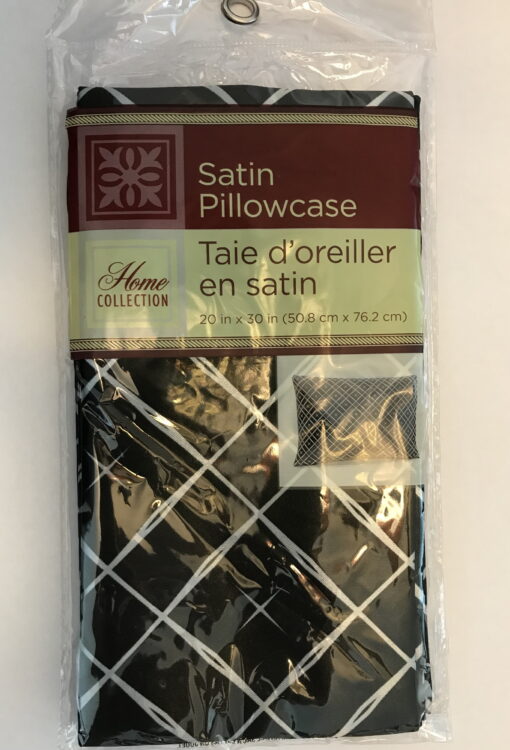 Satin
Pillowcase
Home
COLLECTION
Taie d'oreiller
en satin
20 in x 30 in (50.8 cm x 76.2 cm)